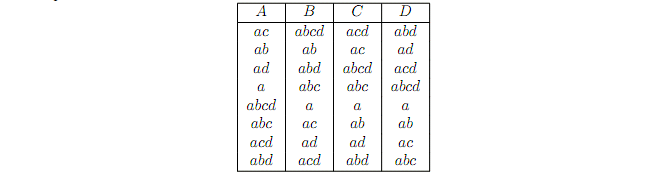 A B C D
ac abcd acd abd
ab ab ac ad
ad abd abcd acd
a abc abc abcd
abcd a a a
abc ac ab ab
acd ad ad ac
abd acd abd abc